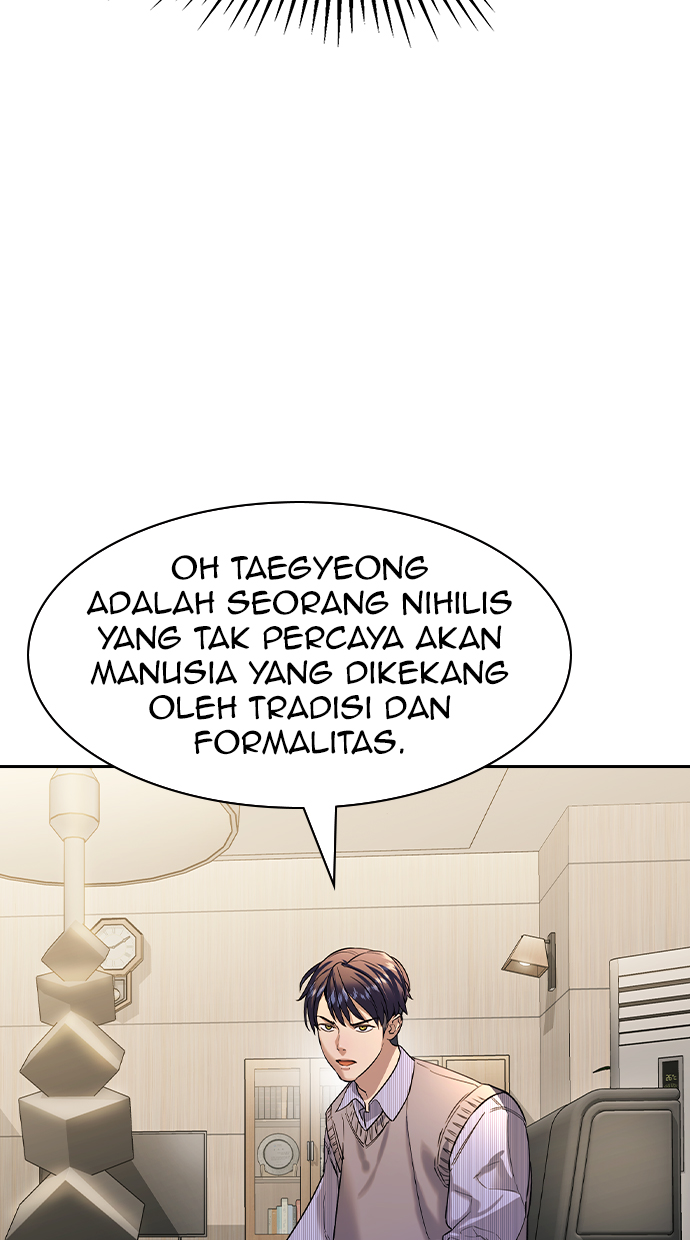 OH TAEGYEONG
ADALAH SEORANG NIHILIS
YANG TAK PERCAYA AKAN
MANUSIA YANG DIKEKANG
OLEH TRADISI DAN
FORMALITAS.